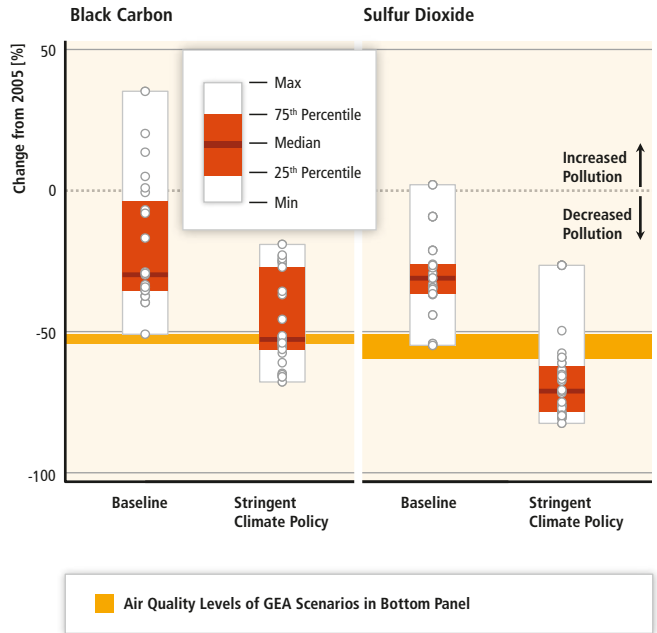 Black Carbon
Sulfur Dioxide
Change from 2005 [%]
50
0
-50
-100
Max
75th Percentile
Median
25th Percentile
Min
Increased
Pollution
Decreased
Pollution
Baseline
Stringent
Climate Policy
Baseline
Stringent
Climate Policy
Air Quality Levels of GEA Scenarios in Bottom Panel